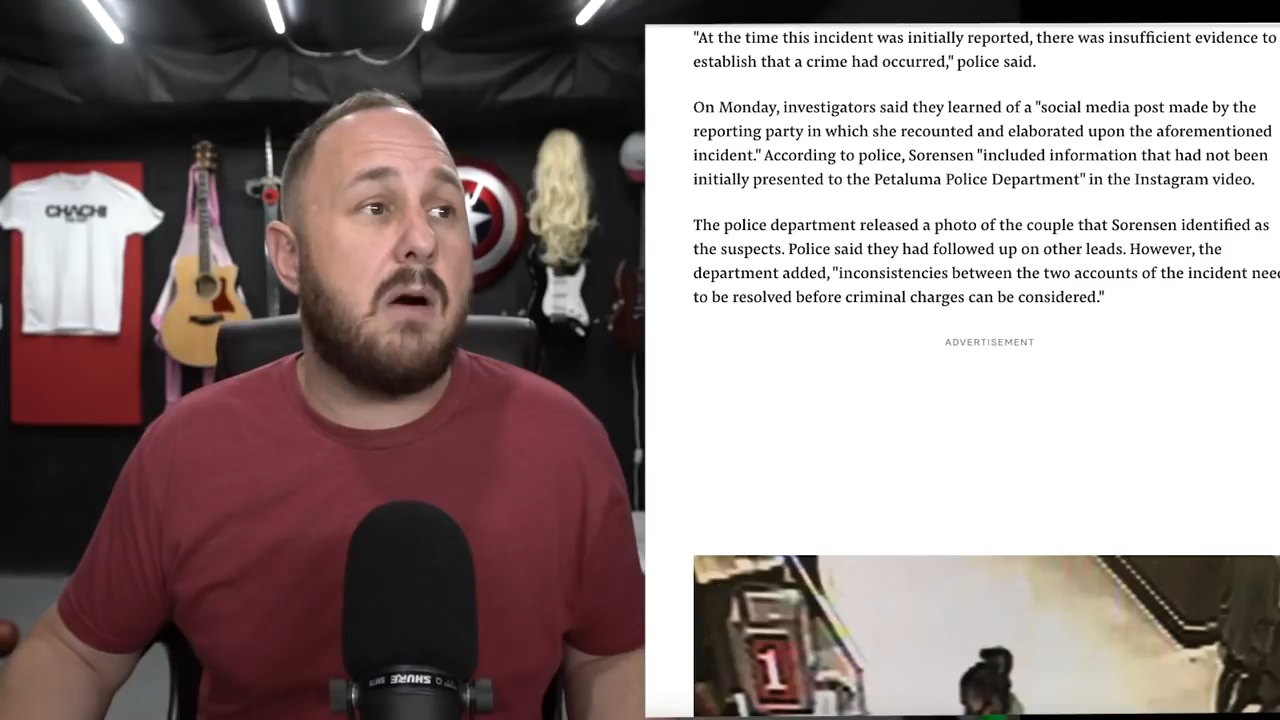 "At the time this incident was initially reported, there was insufficient evidence to
establish that a crime had occurred," police said.
On Monday, investigators said they learned of a "social media post made by the
reporting party in which she recounted and elaborated upon the aforementioned
incident." According to police, Sorensen "included information that had not been
initially presented to the Petaluma Police Department" in the Instagram video.
The police department released a photo of the couple that Sorensen identified as
the suspects. Police said they had followed up on other leads. However, the
department added, "inconsistencies between the two accounts of the incident need
to be resolved before criminal charges can be considered."
ADVERTISEMENT
1
CHACHI
SHURE